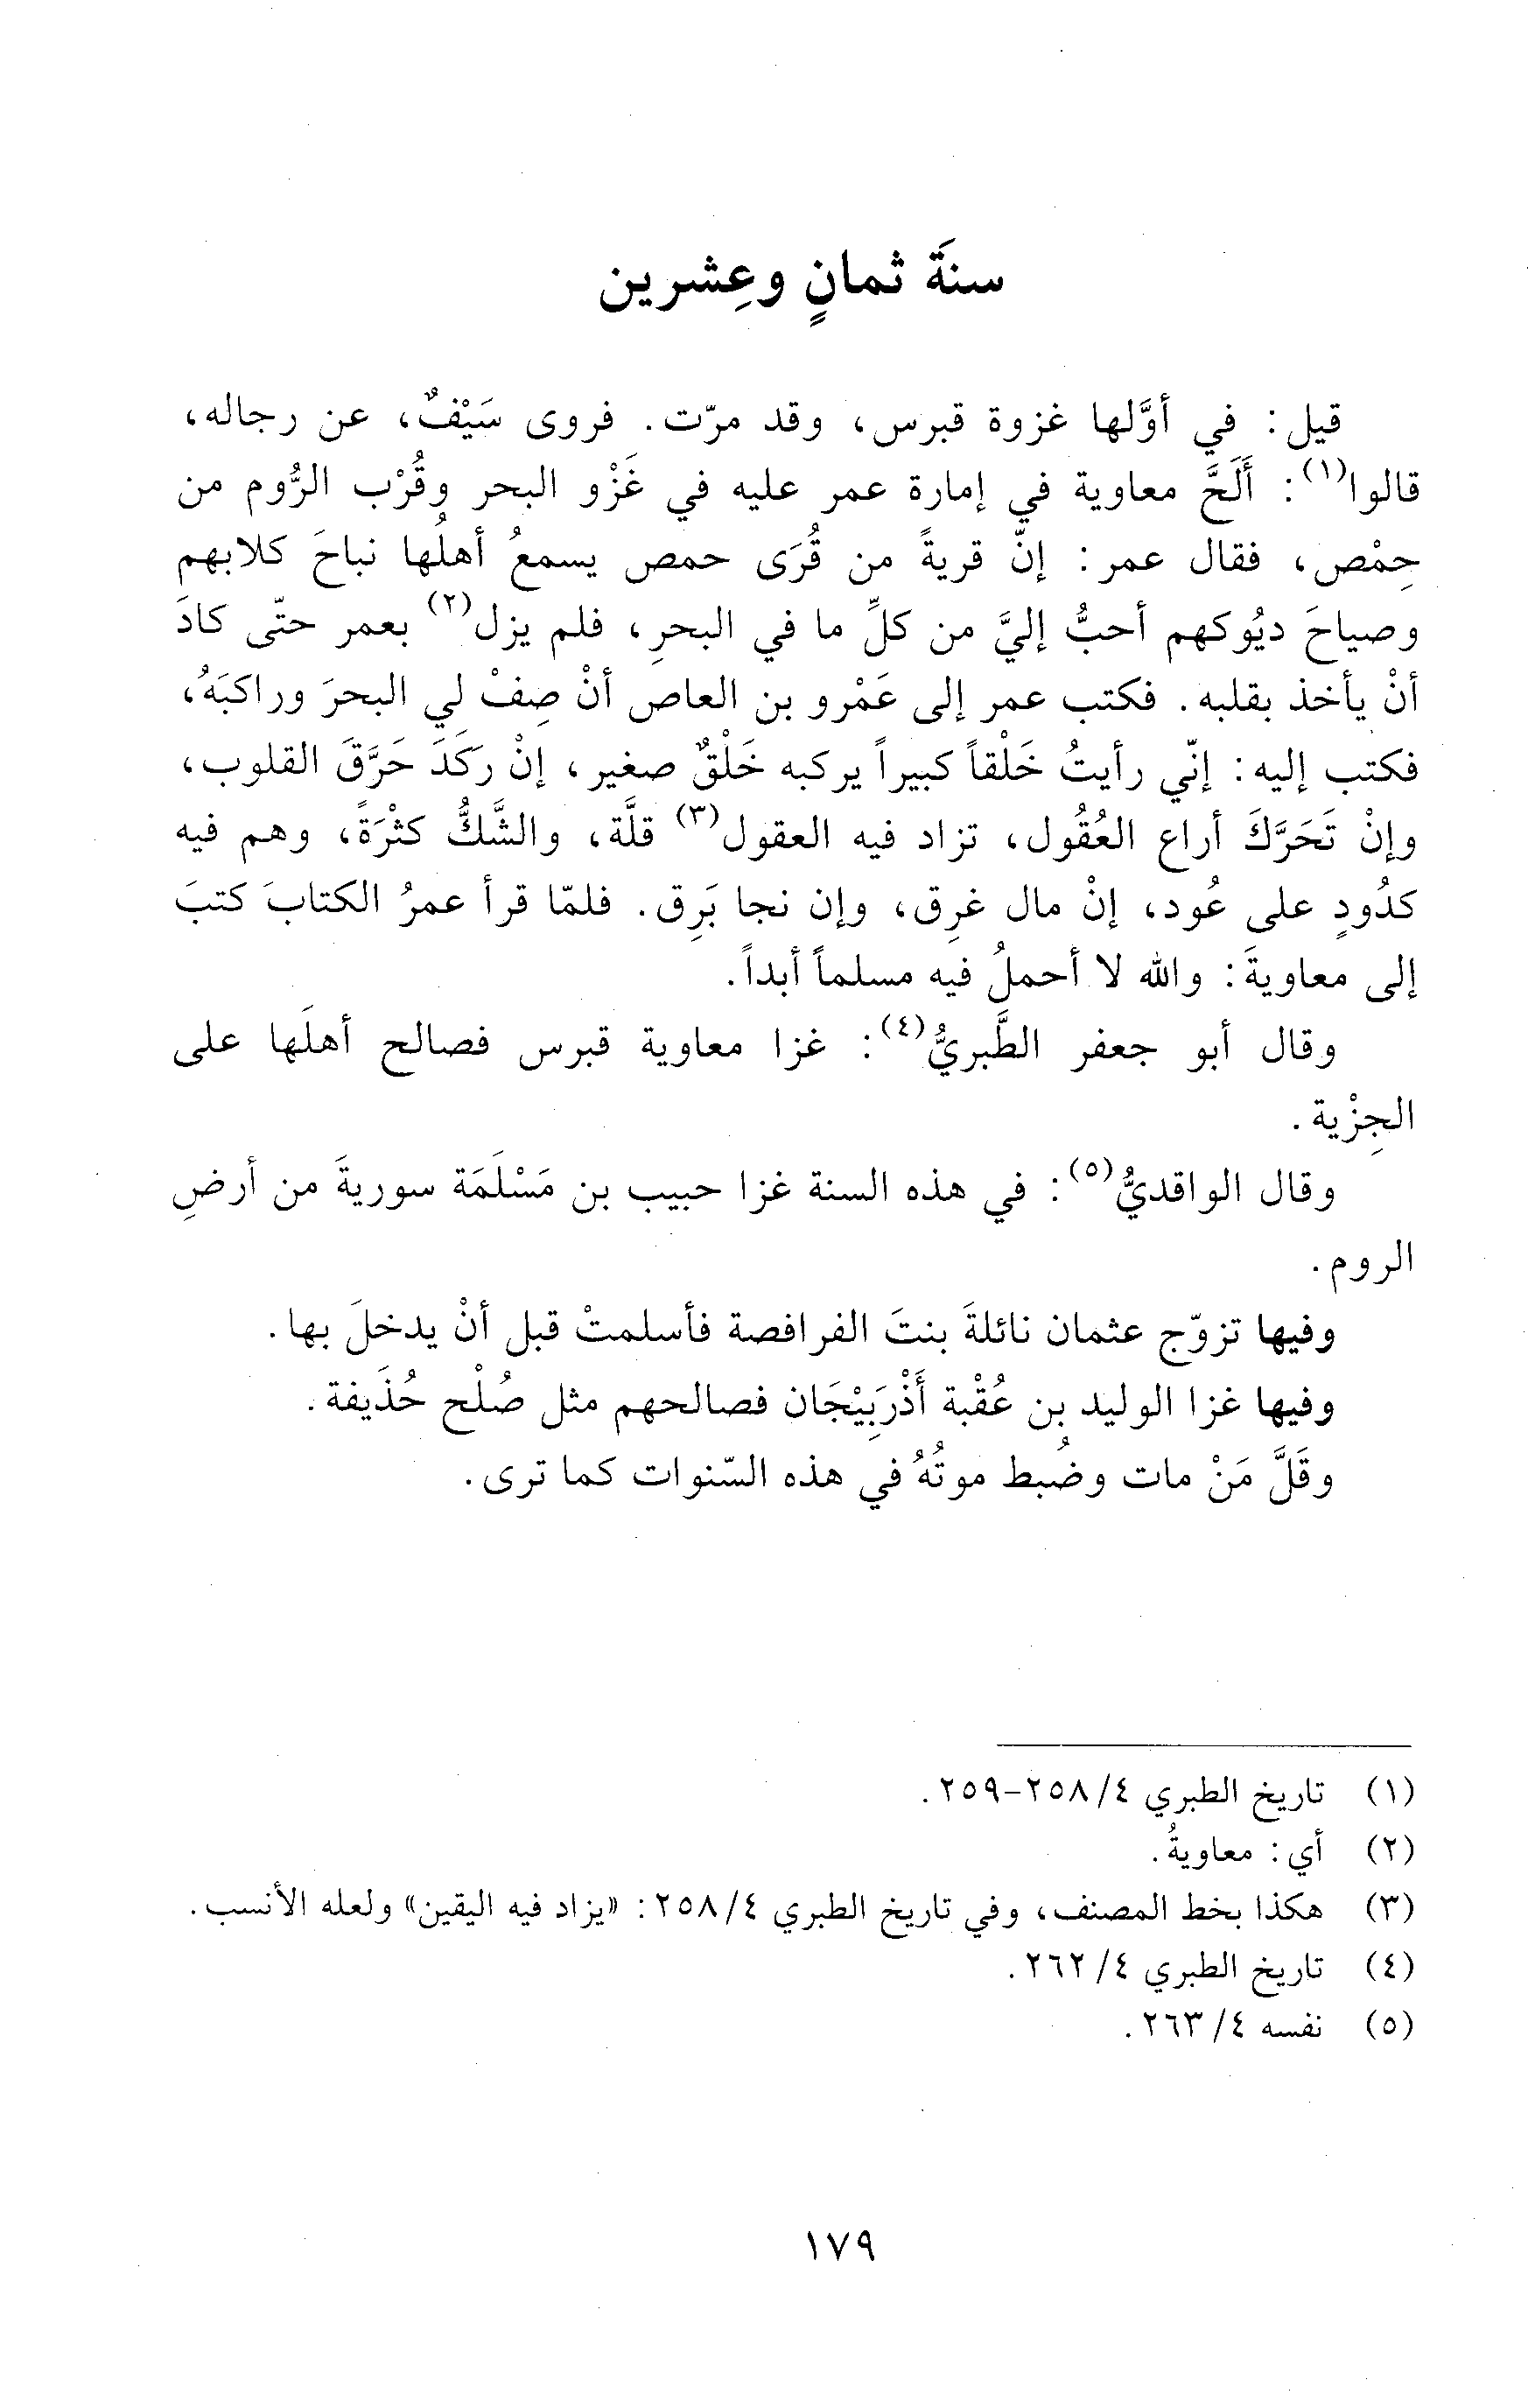 سنةَ ثمانٍ وعِشرين
قيل: في أوَّلها غزوة قبرس، وقد مرّت. فروى سَيْفٌ، عن رجاله،
قالوا(١): أَلَحَّ معاوية في إمارة عمر عليه في غَزْو البحر وقُرْب الرُّوم من
حِمْص، فقال عمر: إنّ قريةً من قُرَى حمص يسمعُ أهلُها نباحَ كلابهم
وصياحَ ديُوكهم أحبُّ إليَّ من كلِّ ما في البحرِ، فلم يزل(٢) بعمر حتّى كادَ
أنْ يأخذ بقلبه. فكتب عمر إلى عَمْرو بن العاص أنْ صِفْ لي البحرَ وراكبَهُ،
فكتب إليه: إنّي رأيتُ خَلْقاً كبيراً يركبه خَلْقٌ صغير، إنْ رَكَدَ حَرَّقَ القلوب،
وإنْ تَحَرَّكَ أراع العُقُول، تزاد فيه العقول(٣) قلَّة، والشَّكُّ كثْرَةً، وهم فيه
كدُودٍ على عُود، إنْ مال غرِق، وإن نجا بَرِق. فلمّا قرأ عمرُ الكتابَ كتبَ
إلى معاويةَ: والله لا أحملُ فيه مسلماً أبداً.
وقال أبو جعفر الطَّبريُّ(٤): غزا معاوية قبرس فصالح أهلَها على
الجِزْية.
وقال الواقديُّ(٥): في هذه السنة غزا حبيب بن مَسْلَمَة سوريةَ من أرضِ
الروم.
وفيها تزوّج عثمان نائلةَ بنتَ الفرافصة فأسلمتْ قبل أنْ يدخلَ بها.
وفيها غزا الوليد بن عُقْبة أَذْرَبِيْجَان فصالحهم مثل صُلْح حُذَيفة.
وقَلَّ مَنْ مات وضُبط موتُهُ في هذه السّنوات كما ترى.
(١) تاريخ الطبري ٤/ ٢٥٨-٢٥٩.
(٢) أي: معاويةُ.
(٣) هكذا بخط المصنف، وفي تاريخ الطبري ٤/ ٢٥٨: «يزاد فيه اليقين» ولعله الأنسب.
(٤) تاريخ الطبري ٤/ ٢٦٢.
(٥) نفسه ٤/ ٢٦٣.
١٧٩